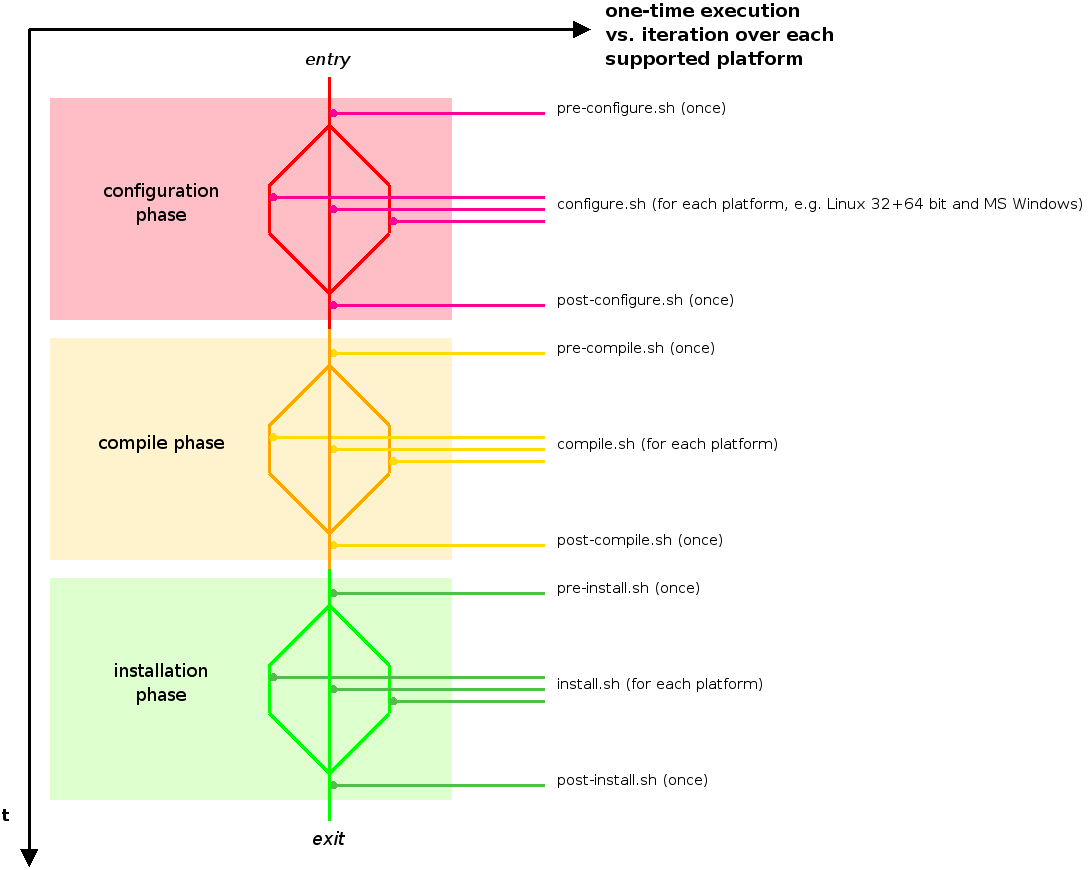 one-time execution
vs. iteration over each
supported platform
entry
pre-configure.sh (once)
configuration
phase
configure.sh (for each platform, e.g. Linux 32+64 bit and MS Windows)
post-configure.sh (once)
pre-compile.sh (once)
compile phase
compile.sh (for each platform)
post-compile.sh (once)
pre-install.sh (once)
installation
phase
install.sh (for each platform)
post-install.sh (once)
t
exit